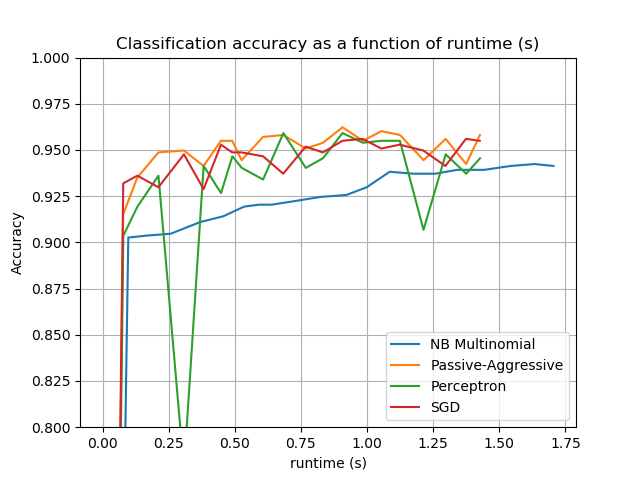 Classification accuracy as a function of runtime (s)
1.000
0.975
0.950
0.925
0.900
0.875
0.850
0.825
0.800
Accuracy
0.00 0.25 0.50 0.75 1.00 1.25 1.50 1.75
runtime (s)
NB Multinomial
Passive-Aggressive
Perceptron
SGD